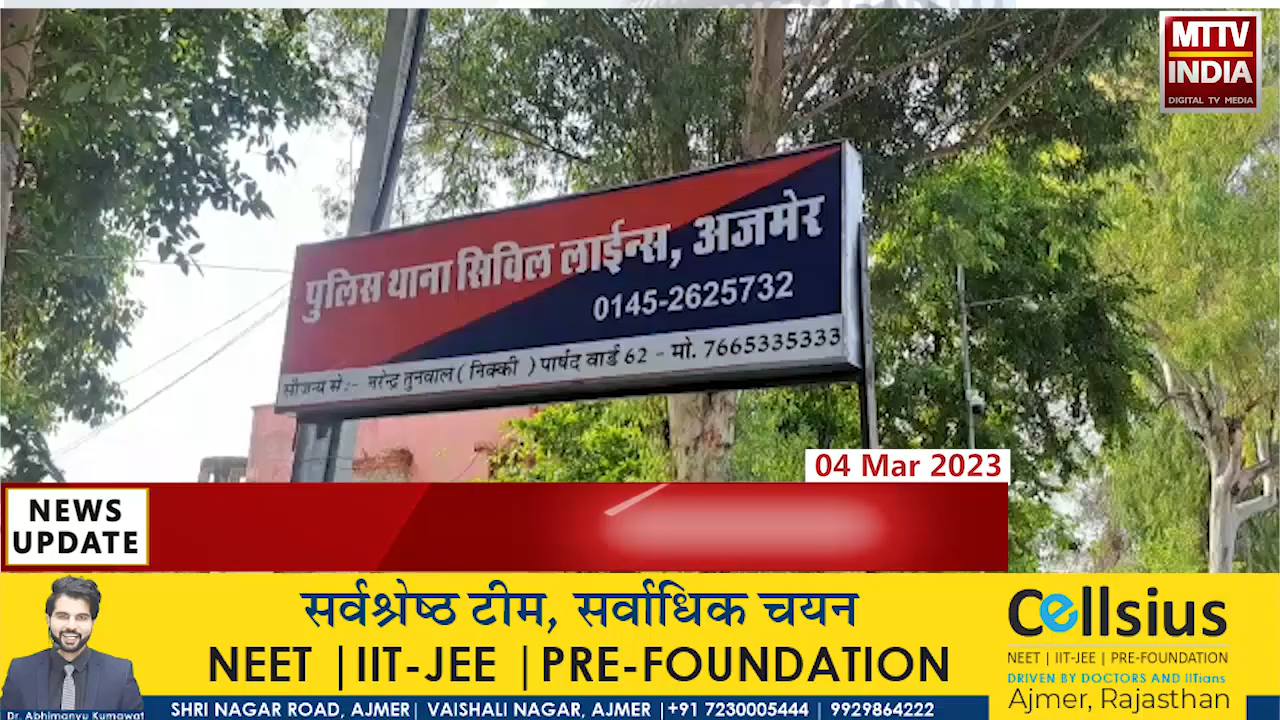 MTTV
INDIA
DIGITAL TV MEDIA
पुलिस थाना सिविल लाईन्स, अजमेर
0145-2625732
सौजन्य से :- नरेन्द्र तुनवाल ( निक्की ) पार्षद वार्ड 62 - मो. 7665335333
04 Mar 2023
NEWS
UPDATE
सर्वश्रेष्ठ टीम, सर्वाधिक चयन
NEET | IIT-JEE | PRE-FOUNDATION
Cellsius
NEET | IIT-JEE | PRE-FOUNDATION
DRIVEN BY DOCTORS AND IITians
Ajmer, Rajasthan
Dr. Abhimanyu Kumawat
SHRI NAGAR ROAD, AJMER| VAISHALI NAGAR, AJMER |+91 7230005444 | 9929864222